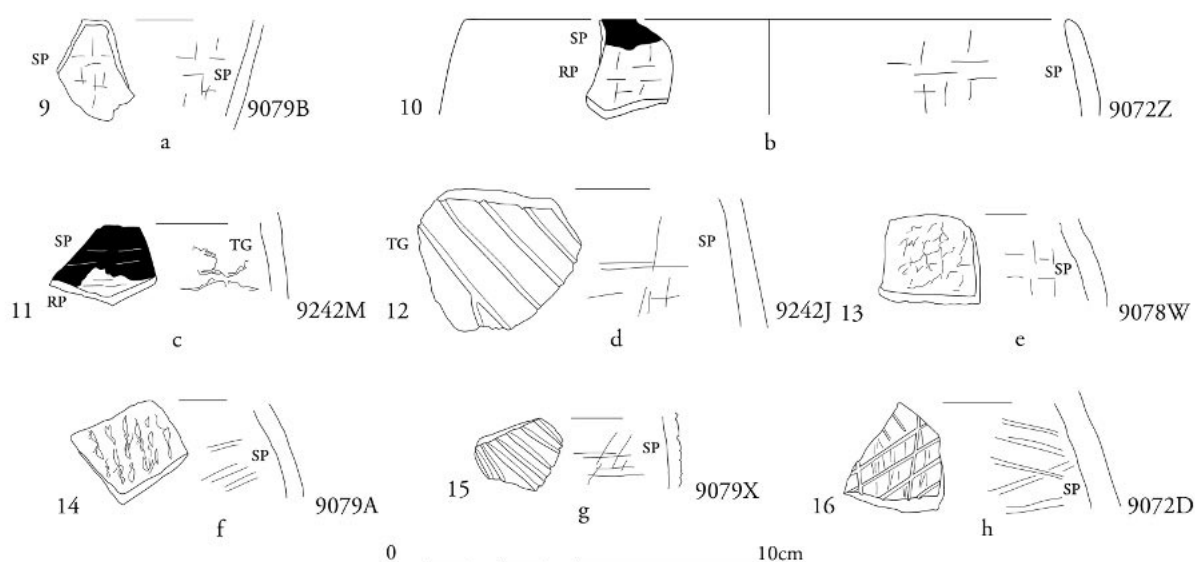 SP
SP
9
9079B
a
SP
RP
10
SP
9072Z
b
SP
RP
11
TG
9242M
c
TG
12
SP
9242J
d
13
SP
9078W
e
14
SP
9079A
f
15
SP
9079X
g
16
SP
9072D
h
0 10cm